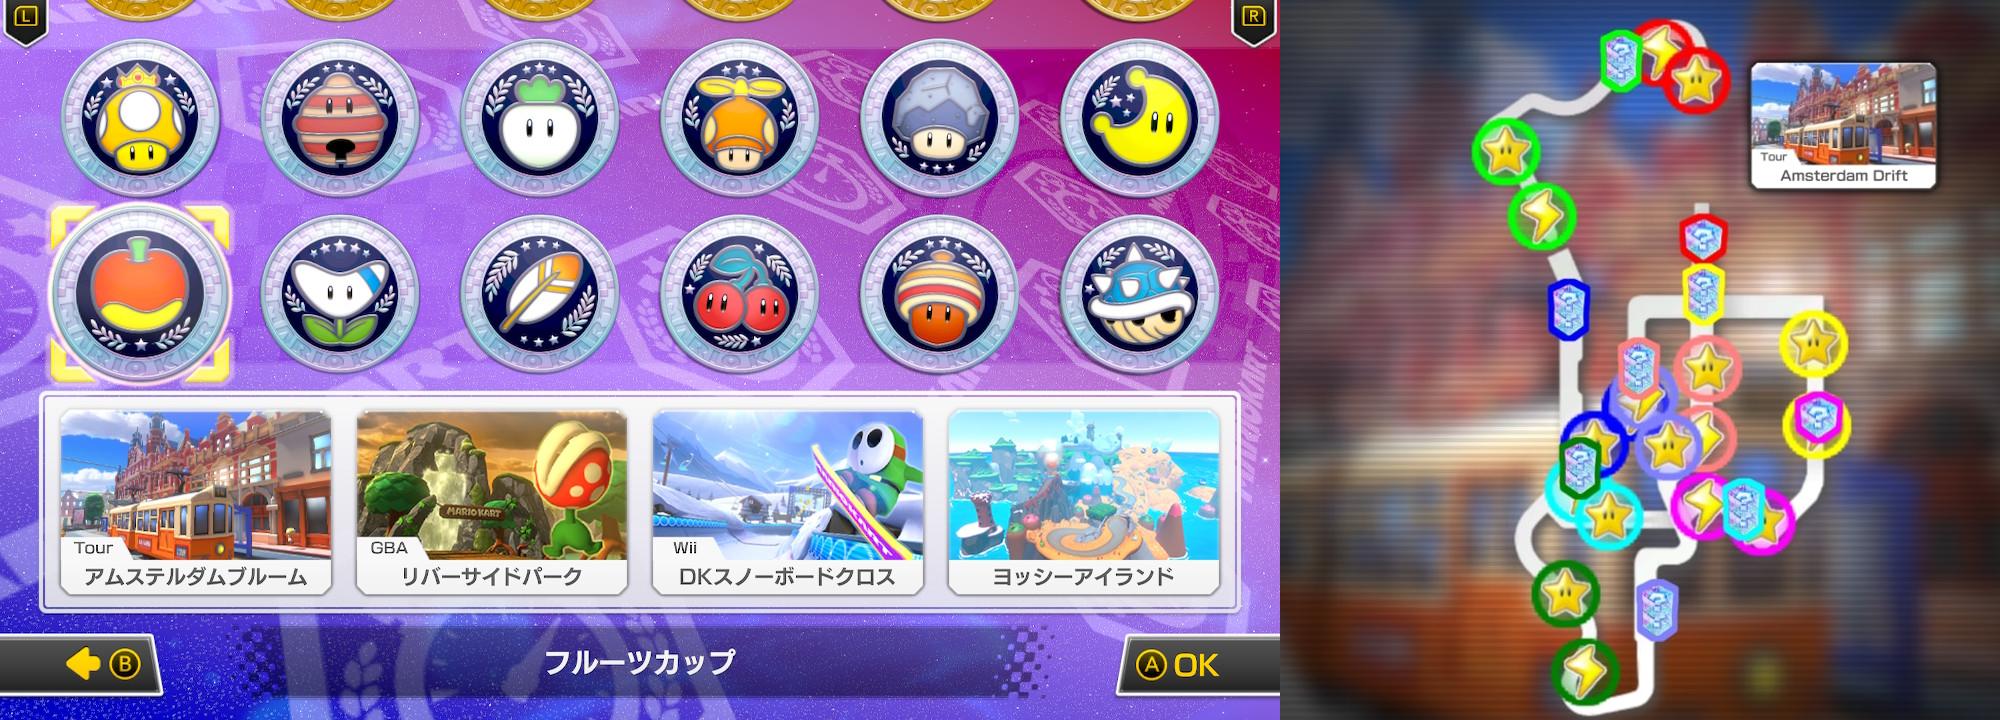 L
R
Tour
アムステルダムブルーム
GBA
MARIO KART
リバーサイドパーク
Wii
DKスノーボードクロス
ヨッシーアイランド
B
フルーツカップ
A OK
Tour
Amsterdam Drift